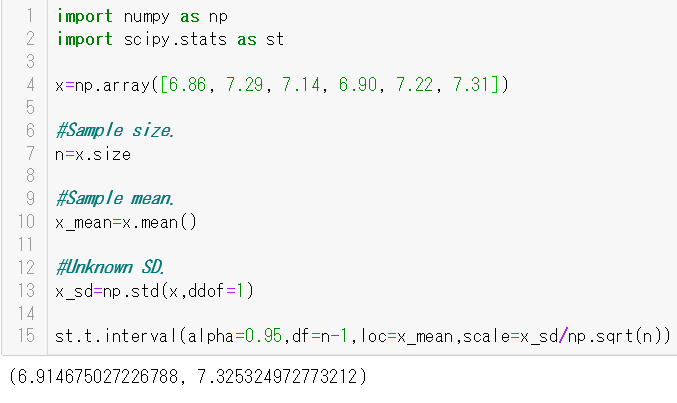 1 import numpy as np
2 import scipy.stats as st
3
4 x=np.array([6.86, 7.29, 7.14, 6.90, 7.22, 7.31])
5
6 #Sample size.
7 n=x.size
8
9 #Sample mean.
10 x_mean=x.mean()
11
12 #Unknown SD.
13 x_sd=np.std(x,ddof=1)
14
15 st.t.interval(alpha=0.95,df=n-1,loc=x_mean,scale=x_sd/np.sqrt(n))
(6.914675027226788, 7.325324972773212)